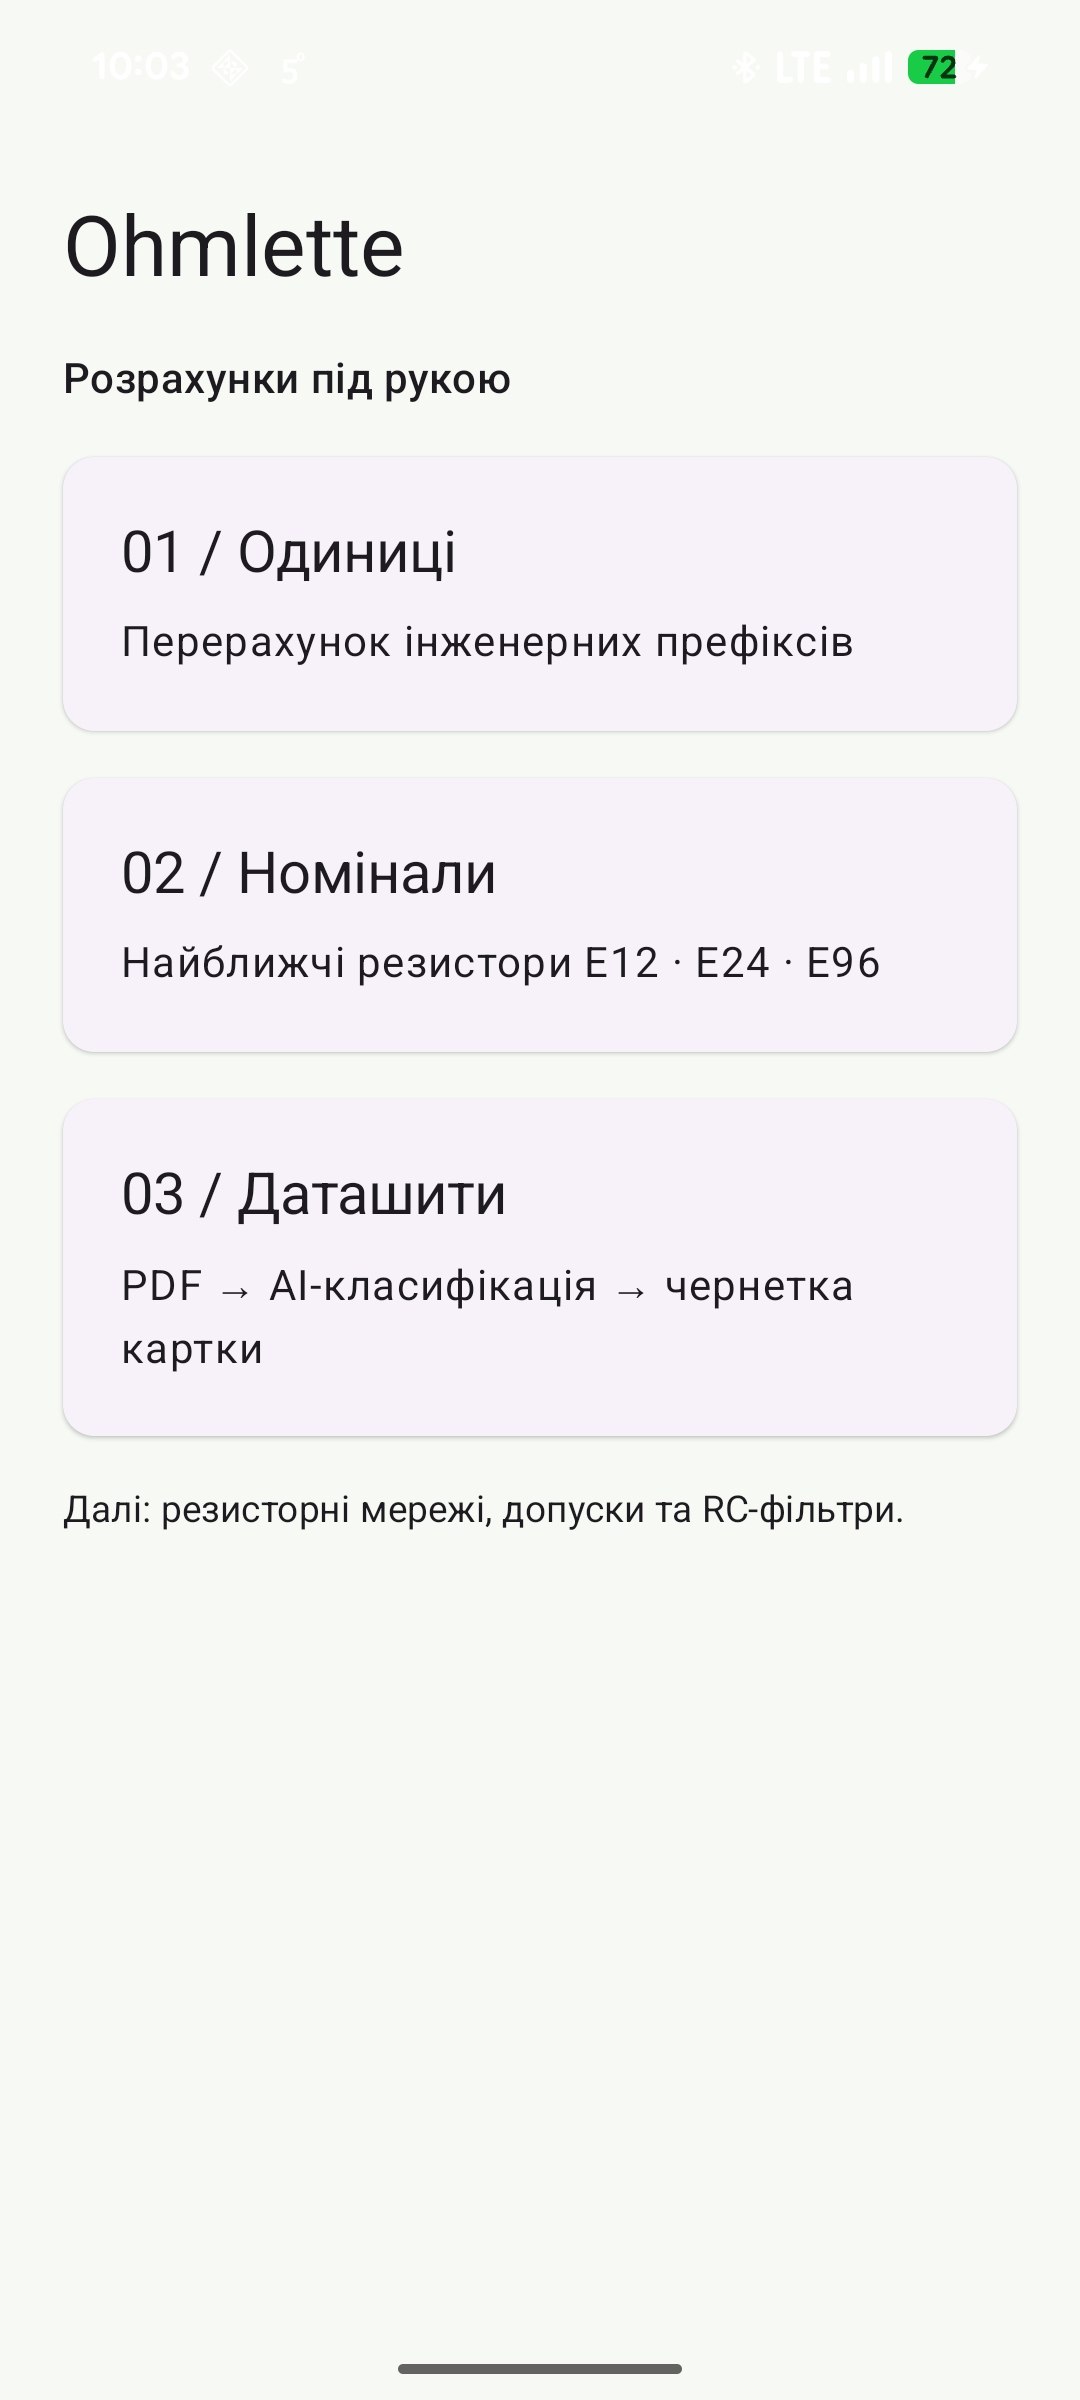 10:03 5° LTE 72
Ohmlette
Розрахунки під рукою
01 / Одиниці
Перерахунок інженерних префіксів
02 / Номінали
Найближчі резистори E12 · E24 · E96
03 / Даташити
PDF → AI-класифікація → чернетка
картки
Далі: резисторні мережі, допуски та RC-фільтри.